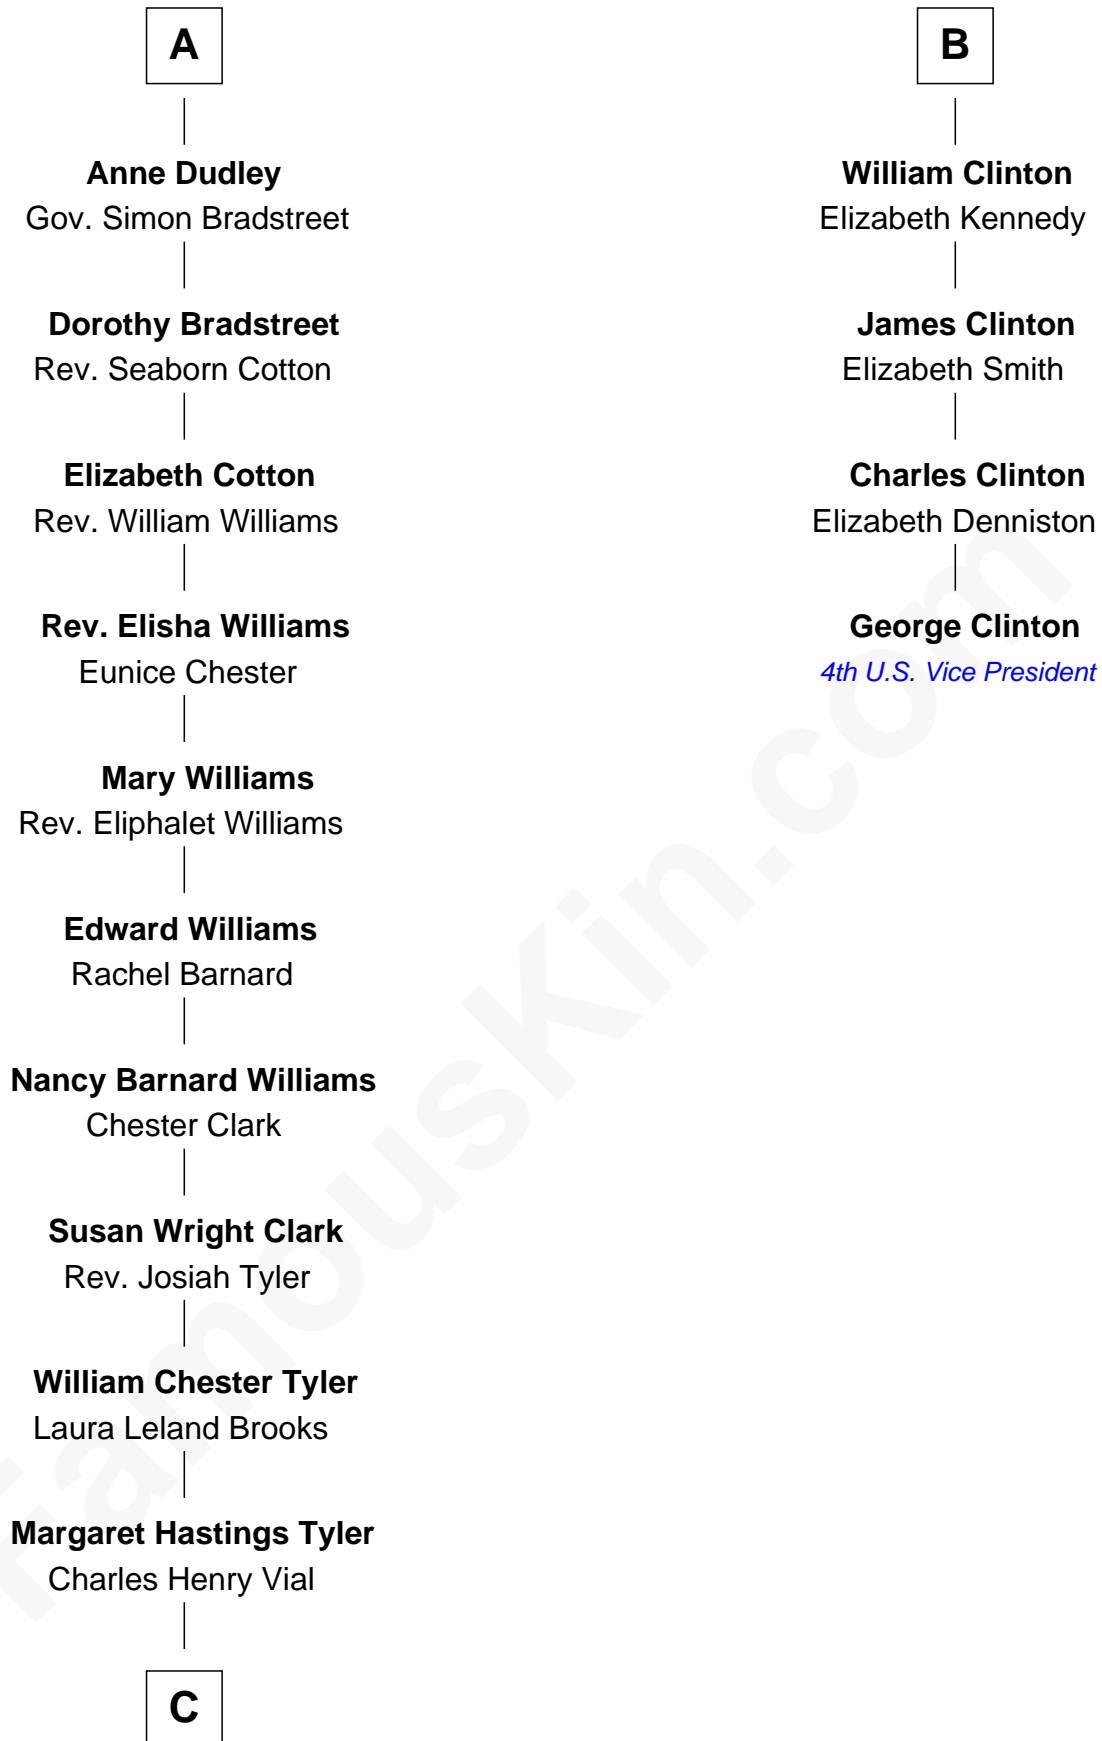 A
Anne Dudley
Gov. Simon Bradstreet
Dorothy Bradstreet
Rev. Seaborn Cotton
Elizabeth Cotton
Rev. William Williams
Rev. Elisha Williams
Eunice Chester
Mary Williams
Rev. Eliphalet Williams
Edward Williams
Rachel Barnard
Nancy Barnard Williams
Chester Clark
Susan Wright Clark
Rev. Josiah Tyler
William Chester Tyler
Laura Leland Brooks
Margaret Hastings Tyler
Charles Henry Vial
C
B
William Clinton
Elizabeth Kennedy
James Clinton
Elizabeth Smith
Charles Clinton
Elizabeth Denniston
George Clinton
4th U.S. Vice President
FamousKin.com